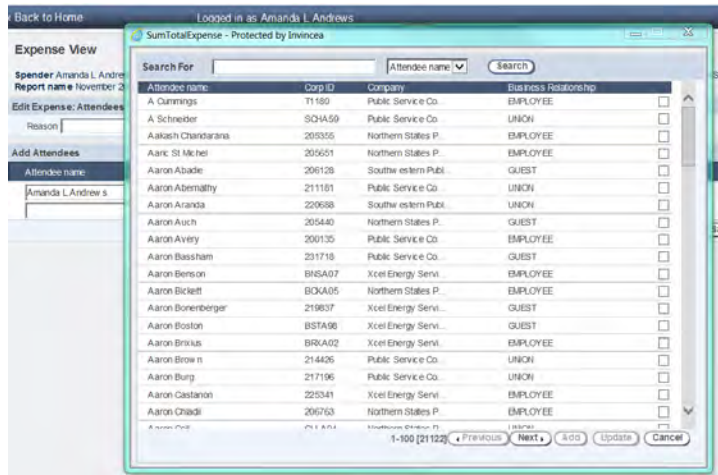 ‹ Back to Home
Logged in as Amanda L Andrews
SumTotalExpense - Protected by Invincea
Expense View
Spender Amanda L Andre
Report name November 2
Edit Expense: Attendees
Reason
Add Attendees
Attendee name
Amanda L Andrew s
Search For Attendee name Search
Attendee name Corp ID Company Business Relationship
A Cummings 71180 Public Service Co. EMPLOYEE
A Schneider SCHA59 Public Service Co. UNION
Aakash Chandarana 205355 Northern States P... EMPLOYEE
Aaric St Michel 205651 Northern States P... EMPLOYEE
Aaron Abadie 206128 Southw estern Publ... GUEST
Aaron Abernathy 211181 Public Service Co... UNION
Aaron Aranda 220688 Southw estern Publ... UNION
Aaron Auch 205440 Northern States P... GUEST
Aaron Avery 200135 Public Service Co... EMPLOYEE
Aaron Bassham 231718 Public Service Co... GUEST
Aaron Benson BNSA07 Xcel Energy Servi... EMPLOYEE
Aaron Bickett BCKA05 Northern States P... EMPLOYEE
Aaron Bonenberger 219837 Xcel Energy Servi... GUEST
Aaron Boston BSTA98 Xcel Energy Servi... GUEST
Aaron Brixius BRXA02 Xcel Energy Servi... EMPLOYEE
Aaron Brow n 214426 Public Service Co... UNION
Aaron Burg 217196 Public Service Co... UNION
Aaron Castanon 225341 Xcel Energy Servi... EMPLOYEE
Aaron Chiadi 206763 Northern States P... EMPLOYEE
1-100 [21122] Previous Next Add Update Cancel